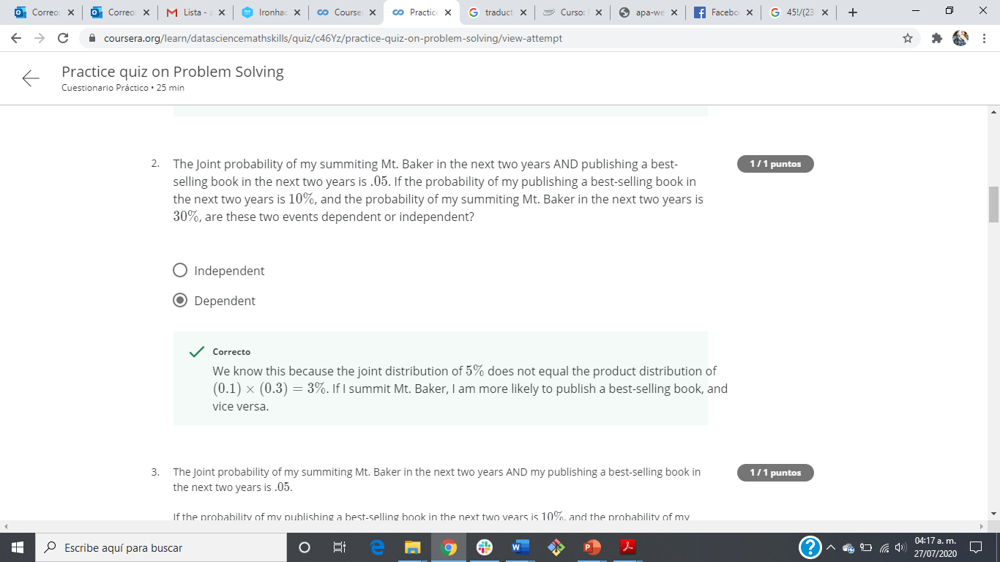 Correo:
Correo:
Lista -
Ironhac
Course
Practice
traduct
Curso:
apa-we
Facebo
45!/(23
coursera.org/learn/datasciencemathskills/quiz/c46Yz/practice-quiz-on-problem-solving/view-attempt
Practice quiz on Problem Solving
Cuestionario Práctico • 25 min
2. The Joint probability of my summiting Mt. Baker in the next two years AND publishing a best-
selling book in the next two years is .05. If the probability of my publishing a best-selling book in
the next two years is 10%, and the probability of my summiting Mt. Baker in the next two years is
30%, are these two events dependent or independent?
1 / 1 puntos
Independent
Dependent
Correcto
We know this because the joint distribution of 5% does not equal the product distribution of
(0.1) × (0.3) = 3%. If I summit Mt. Baker, I am more likely to publish a best-selling book, and
vice versa.
3. The Joint probability of my summiting Mt. Baker in the next two years AND my publishing a best-selling book in
the next two years is .05.
1 / 1 puntos
If the probability of my publishing a best-selling book in the next two years is 10%, and the probability of my
Escribe aquí para buscar
04:17 a. m.
27/07/2020